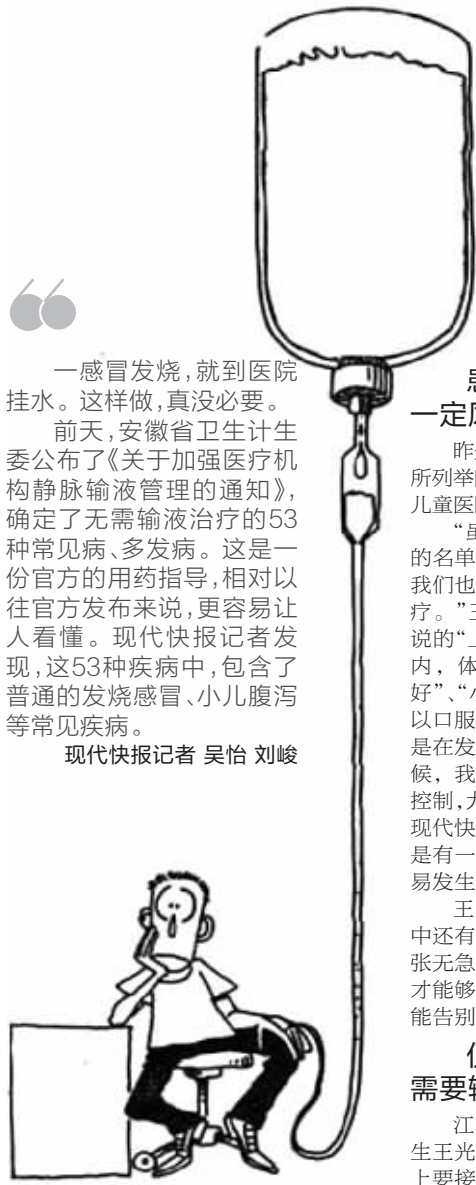 一感冒发烧,就到医院
挂水。这样做,真没必要。
前天,安徽省卫生计生
委公布了《关于加强医疗机
构静脉输液管理的通知》,
确定了无需输液治疗的53
种常见病、多发病。这是一
份官方的用药指导,相对以
往官方发布来说,更容易让
人看懂。现代快报记者发
现,这53种疾病中,包含了
普通的发烧感冒、小儿腹泻
等常见疾病。
现代快报记者 吴怡 刘峻
一定
昨
所列举
儿童医
的名单
我们也
疗。”王
说的“上
内,体
好”、“小
以口服
是在发
候,我
控制,尤
现代快
是有一
易发生
王
中还有
张无急
才能够
能告别
需要输
江
生王光
上要接